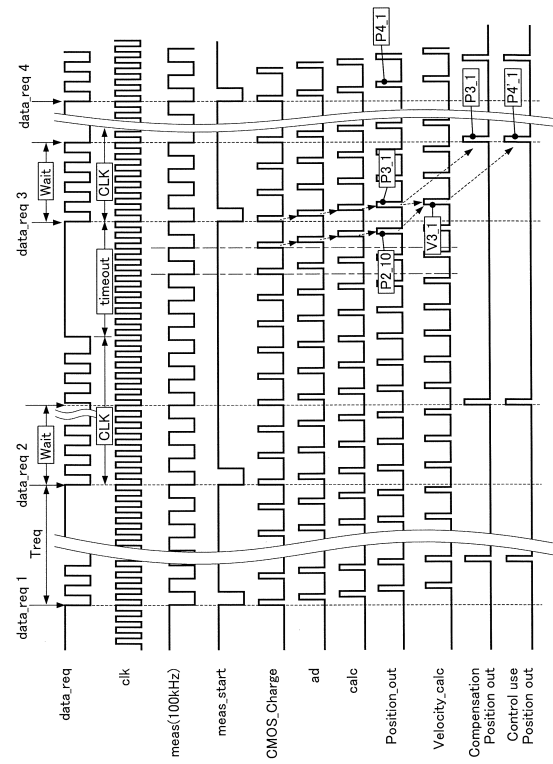 data_req 1
data_req 2
data_req 3
data_req 4
Treq
Wait
Wait
CLK
timeout
CLK
data_req
clk
meas(100kHz)
meas_start
CMOS_Charge
ad
calc
Position_out
P2_10
P3_1
P4_1
Velocity_calc
V3_1
Compensation
Position out
P3_1
Control use
Position out
P4'_1